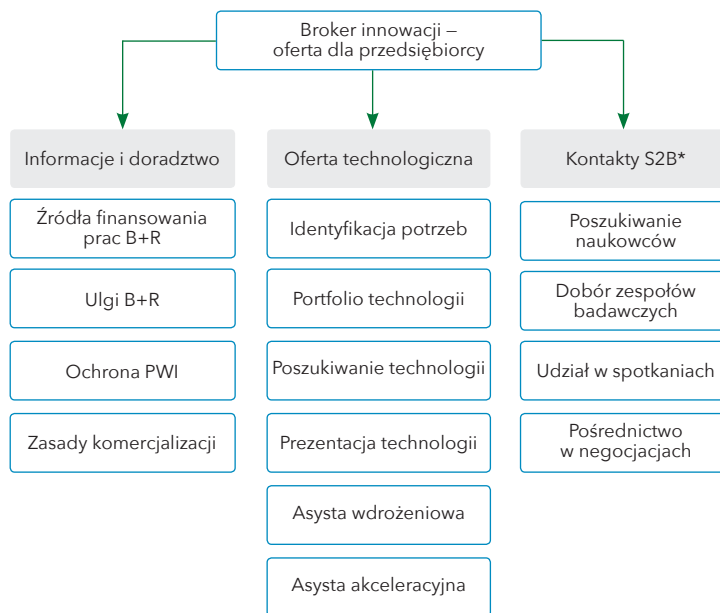 Broker innowacji –
oferta dla przedsiębiorcy
Informacje i doradztwo
Źródła finansowania
prac B+R
Ulgi B+R
Ochrona PWI
Zasady komercjalizacji
Oferta technologiczna
Identyfikacja potrzeb
Portfolio technologii
Poszukiwanie technologii
Prezentacja technologii
Asysta wdrożeniowa
Asysta akceleracyjna
Kontakty S2B*
Poszukiwanie
naukowców
Dobór zespołów
badawczych
Udział w spotkaniach
Pośrednictwo
w negocjacjach